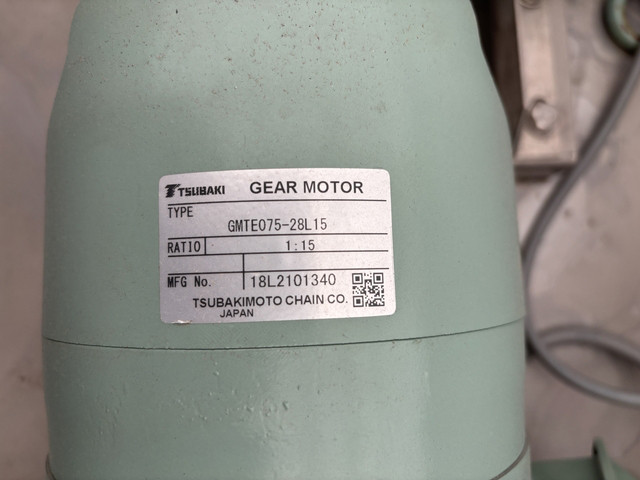 TSUBAKI GEAR MOTOR
TYPE
GMTE075-28L15
RATIO 1:15
MFG No. 18L2101340
TSUBAKIMOTO CHAIN CO.
JAPAN